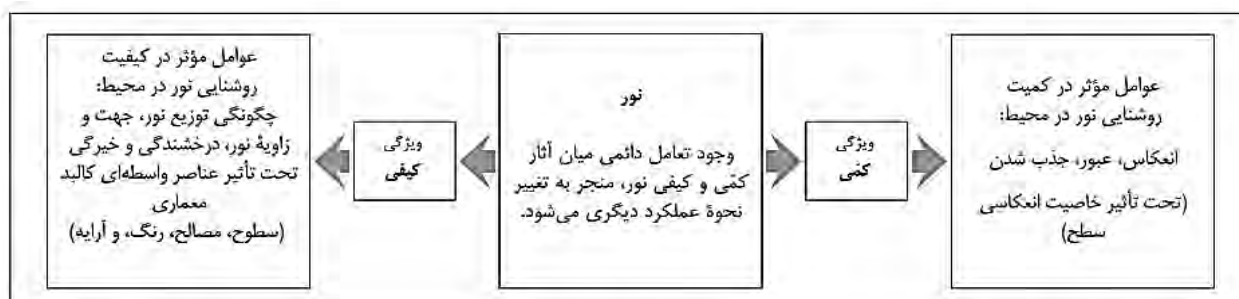 عوامل مؤثر در کمیت
روشنایی نور در محیط:
انعکاس، عبور، جذب شدن
(تحت تأثیر خاصیت انعکاسی
سطح)
ویژگی
کمّی
نور
وجود تعامل دائمی میان آثار
کمّی و کیفی نور، منجر به تغییر
نحوهٔ عملکرد دیگری می‌شود.
ویژگی
کیفی
عوامل مؤثر در کیفیت
روشنایی نور در محیط:
چگونگی توزیع نور، جهت و
زاویهٔ نور، درخشندگی و خیرگی
تحت تأثیر عناصر واسطه‌ای کالبد
معماری
(سطوح، مصالح، رنگ، و آرایه)